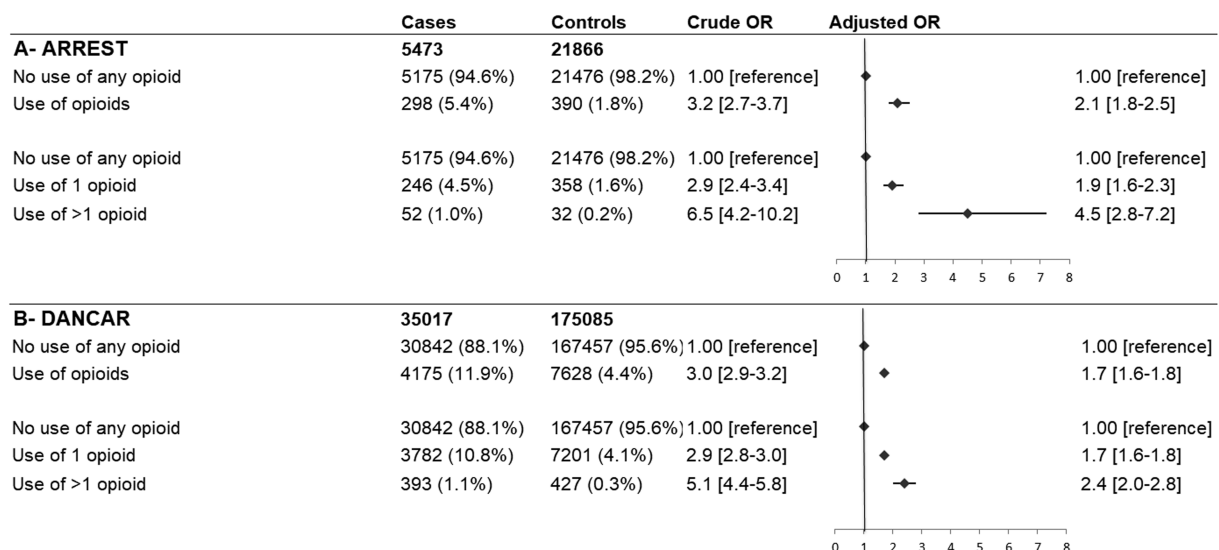 Cases Controls Crude OR Adjusted OR
A- ARREST 5473 21866
No use of any opioid 5175 (94.6%) 21476 (98.2%) 1.00 [reference] 1.00 [reference]
Use of opioids 298 (5.4%) 390 (1.8%) 3.2 [2.7-3.7] 2.1 [1.8-2.5]
No use of any opioid 5175 (94.6%) 21476 (98.2%) 1.00 [reference] 1.00 [reference]
Use of 1 opioid 246 (4.5%) 358 (1.6%) 2.9 [2.4-3.4] 1.9 [1.6-2.3]
Use of >1 opioid 52 (1.0%) 32 (0.2%) 6.5 [4.2-10.2] 4.5 [2.8-7.2]
0 1 2 3 4 5 6 7 8
B- DANCAR 35017 175085
No use of any opioid 30842 (88.1%) 167457 (95.6%) 1.00 [reference] 1.00 [reference]
Use of opioids 4175 (11.9%) 7628 (4.4%) 3.0 [2.9-3.2] 1.7 [1.6-1.8]
No use of any opioid 30842 (88.1%) 167457 (95.6%) 1.00 [reference] 1.00 [reference]
Use of 1 opioid 3782 (10.8%) 7201 (4.1%) 2.9 [2.8-3.0] 1.7 [1.6-1.8]
Use of >1 opioid 393 (1.1%) 427 (0.3%) 5.1 [4.4-5.8] 2.4 [2.0-2.8]
0 1 2 3 4 5 6 7 8